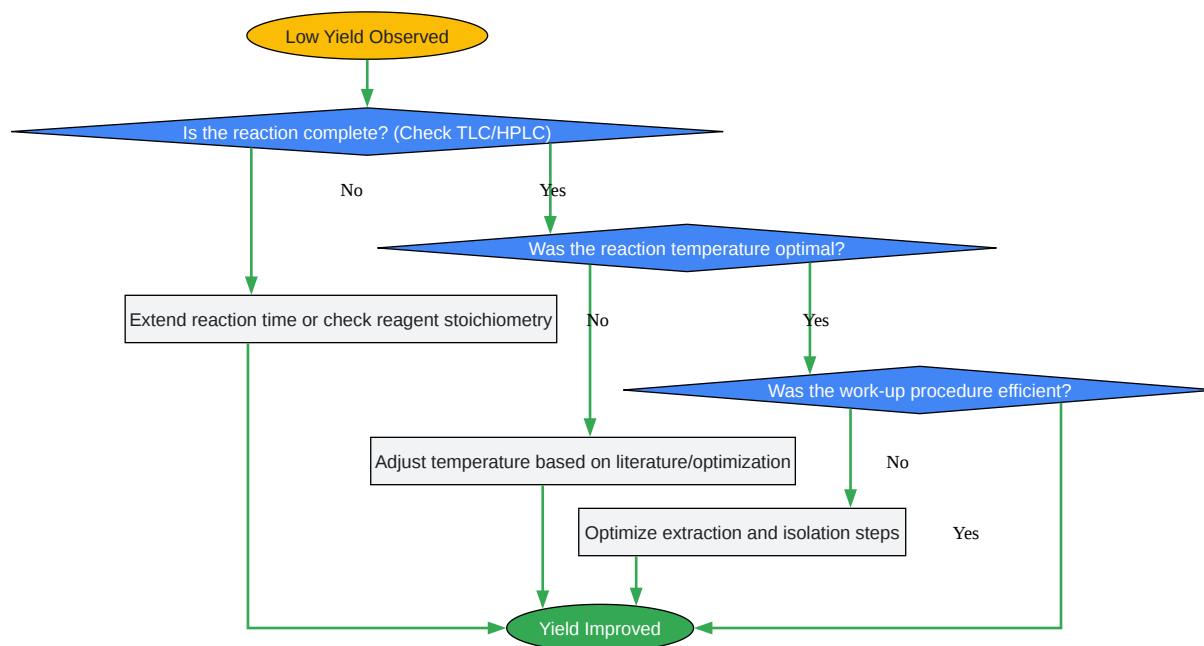 Low Yield Observed
Is the reaction complete? (Check TLC/HPLC)
No
Yes
Was the reaction temperature optimal?
Extend reaction time or check reagent stoichiometry
No
Yes
Was the work-up procedure efficient?
Adjust temperature based on literature/optimization
No
Optimize extraction and isolation steps
Yes
Yield Improved